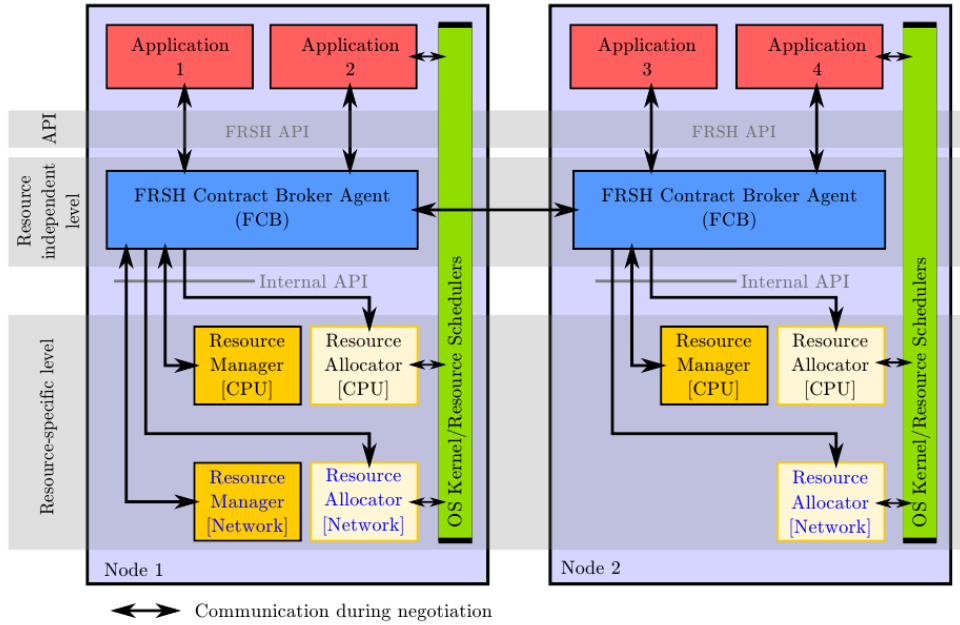 Application
1
Application
2
Application
3
Application
4
API
FRSH API
FRSH API
Resource
independent
level
FRSH Contract Broker Agent
(FCB)
FRSH Contract Broker Agent
(FCB)
Internal API
Internal API
Resource-specific level
Resource
Manager
[CPU]
Resource
Allocator
[CPU]
OS Kernel/Resource Schedulers
Resource
Manager
[CPU]
Resource
Allocator
[CPU]
OS Kernel/Resource Schedulers
Resource
Manager
[Network]
Resource
Allocator
[Network]
Resource
Allocator
[Network]
Node 1
Node 2
Communication during negotiation